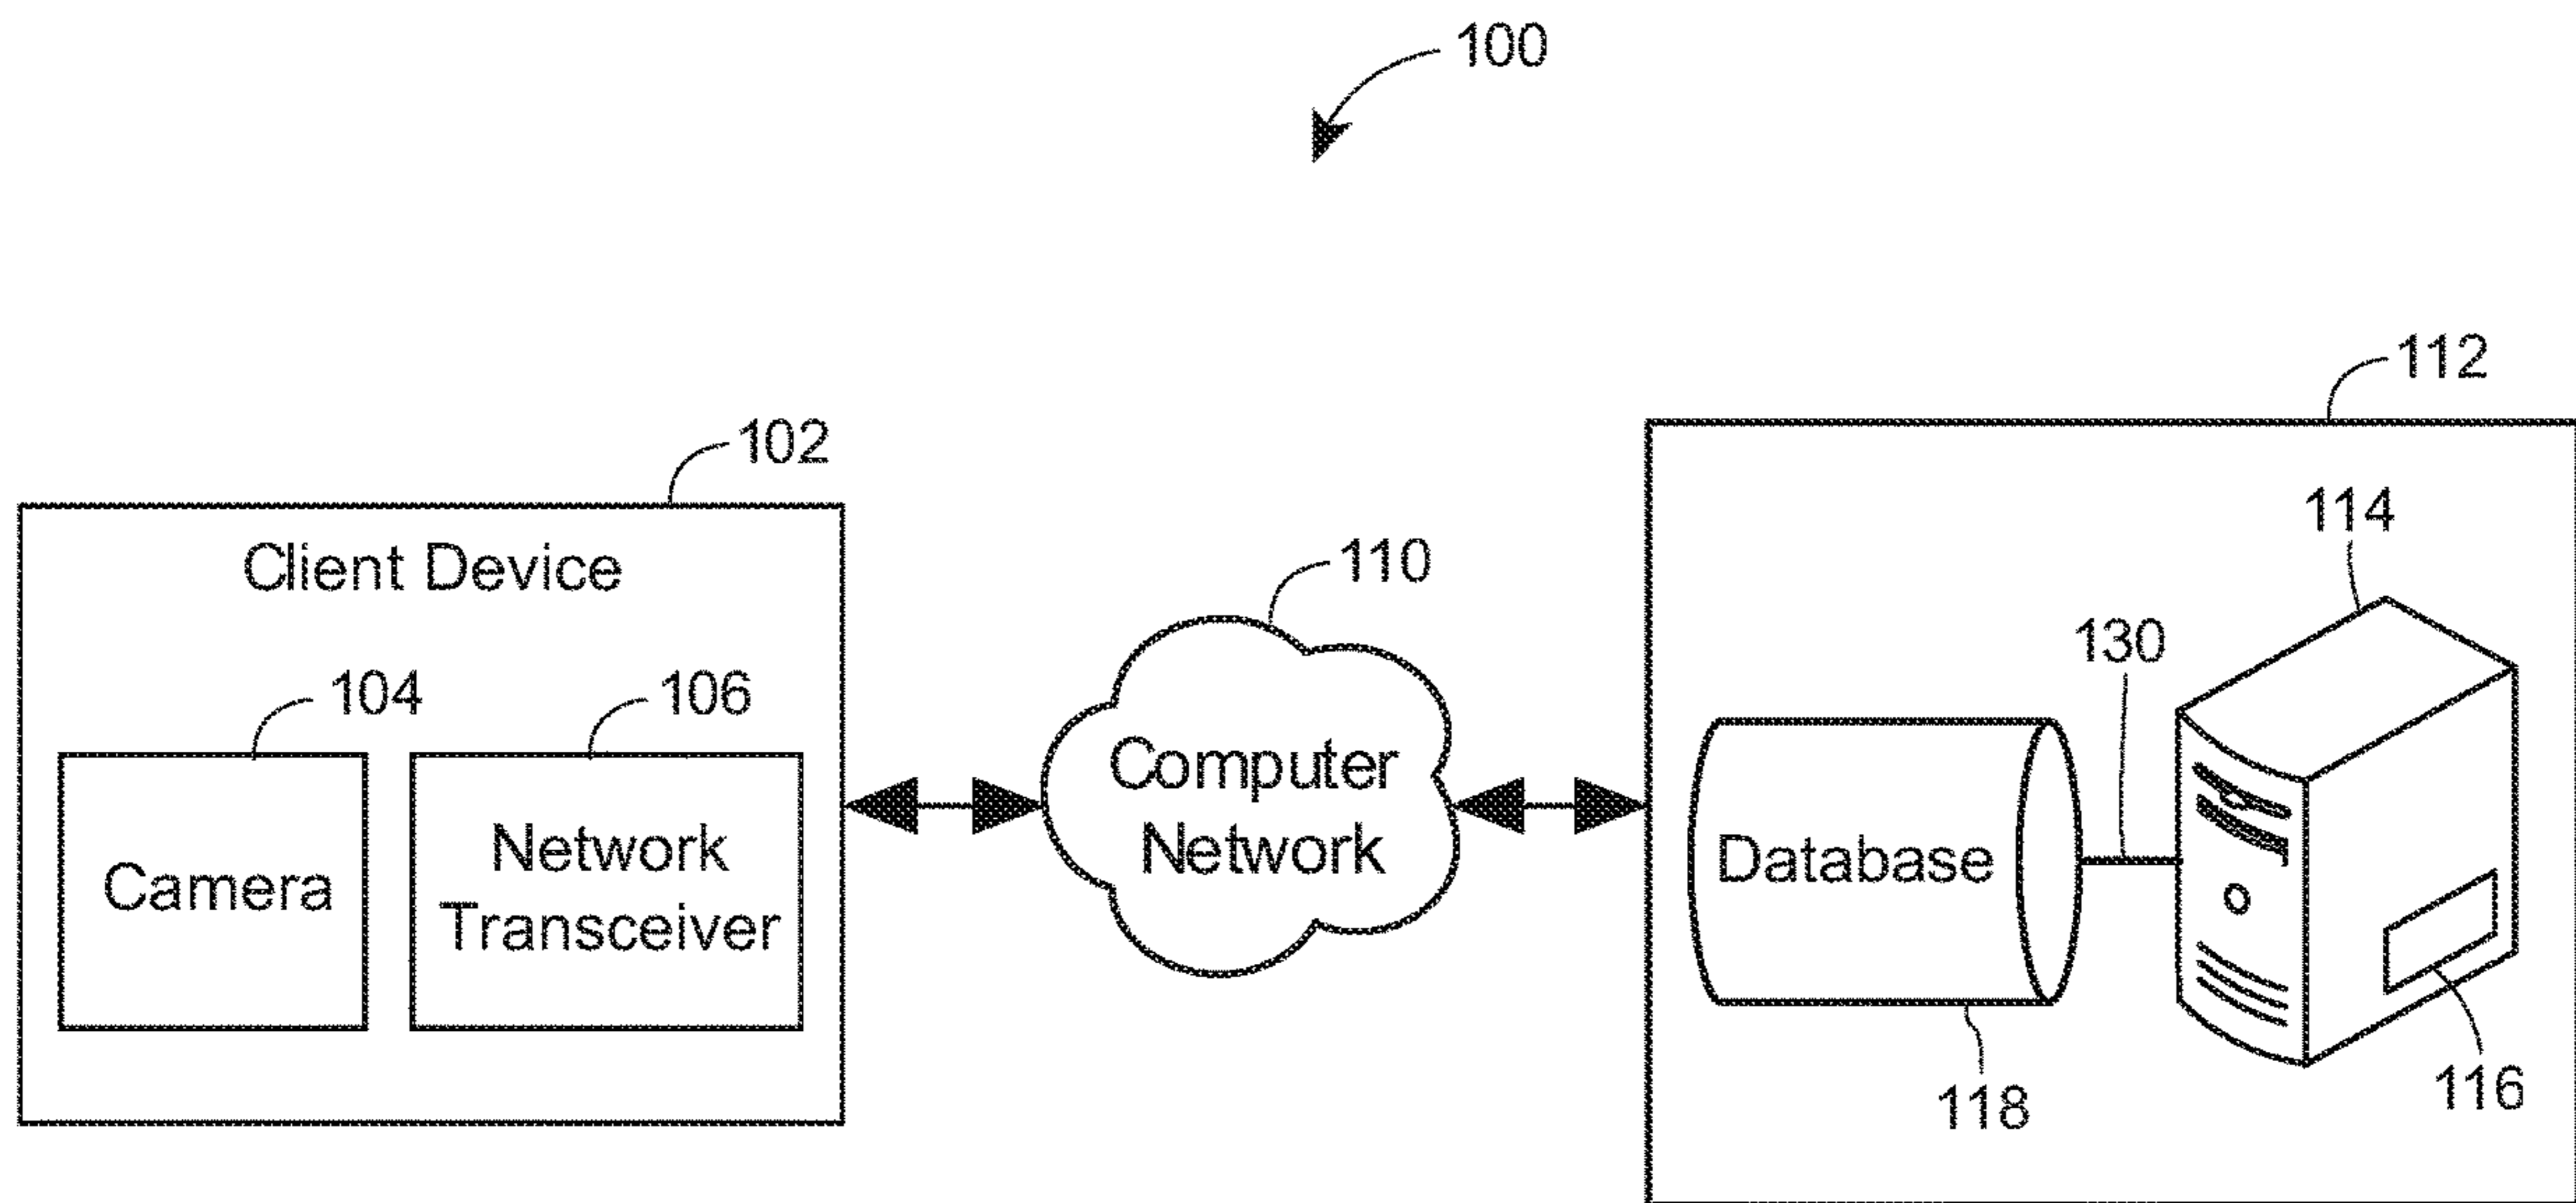 100
112
102
114
Client Device
110
130
104
106
Computer
Network
Network
Transceiver
Camera
Database
116
118